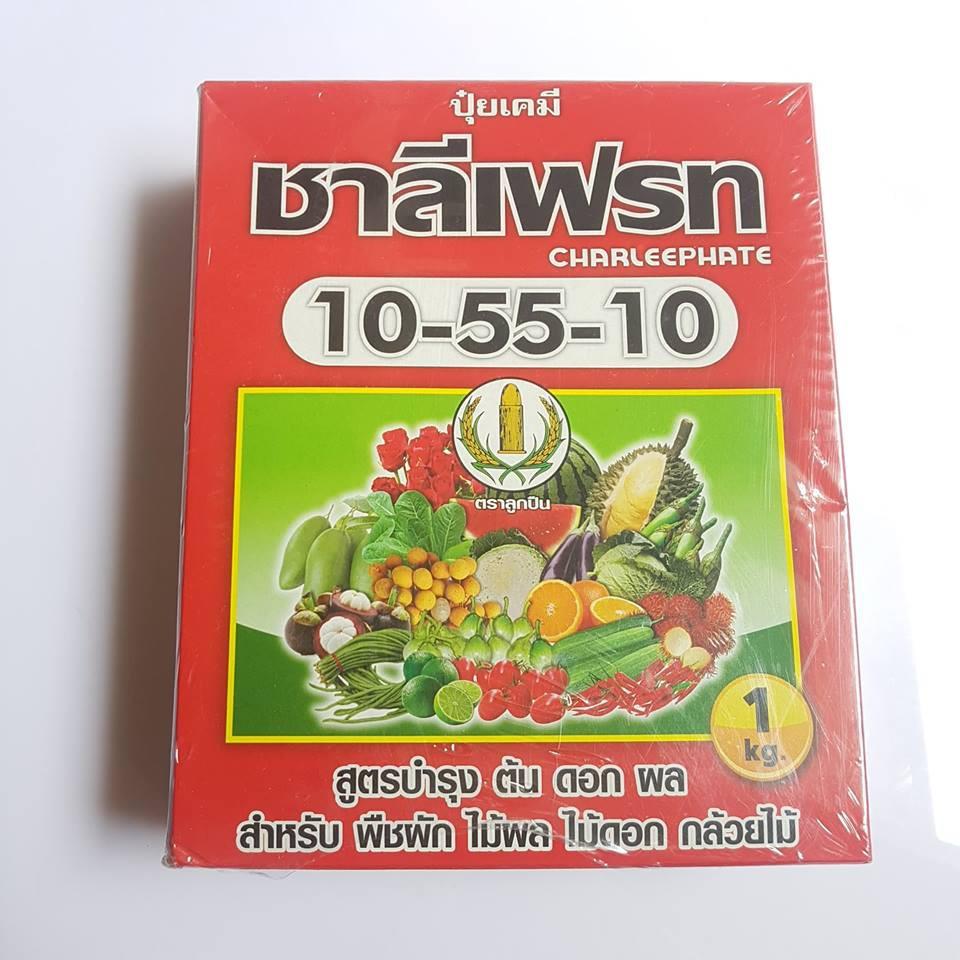 ปุ๋ยเคมี
ชาลีเฟรท
CHARLEEPHATE
10-55-10
ตราลูกปืน
1
kg.
สูตรบำรุง ต้น ดอก ผล
สำหรับ พืชผัก ไม้ผล ไม้ดอก กล้วยไม้